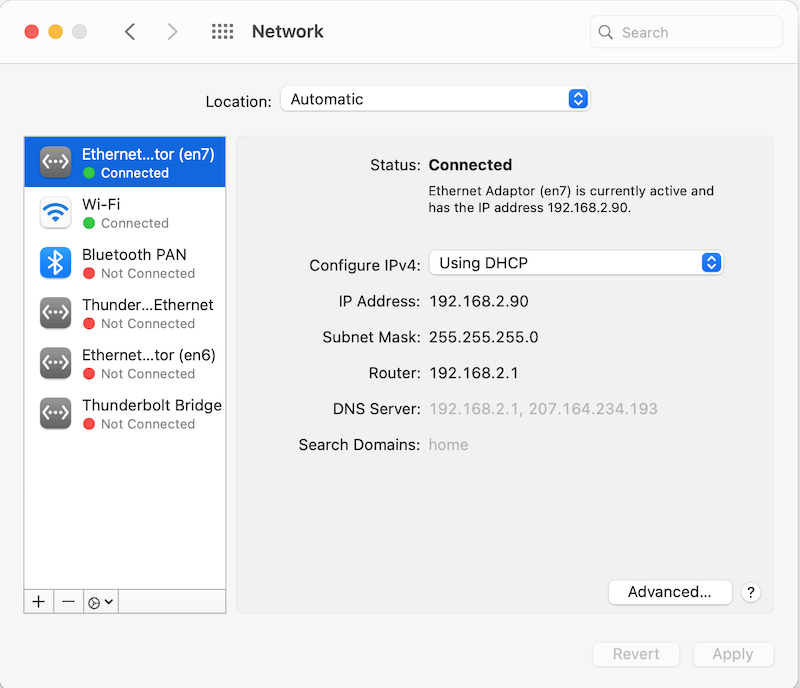 Network
Search
Location: Automatic
Ethernet...tor (en7)
Connected
Wi-Fi
Connected
Bluetooth PAN
Not Connected
Thunder...Ethernet
Not Connected
Ethernet...tor (en6)
Not Connected
Thunderbolt Bridge
Not Connected
Status: Connected
Ethernet Adaptor (en7) is currently active and
has the IP address 192.168.2.90.
Configure IPv4: Using DHCP
IP Address: 192.168.2.90
Subnet Mask: 255.255.255.0
Router: 192.168.2.1
DNS Server: 192.168.2.1, 207.164.234.193
Search Domains: home
Advanced... ?
Revert Apply